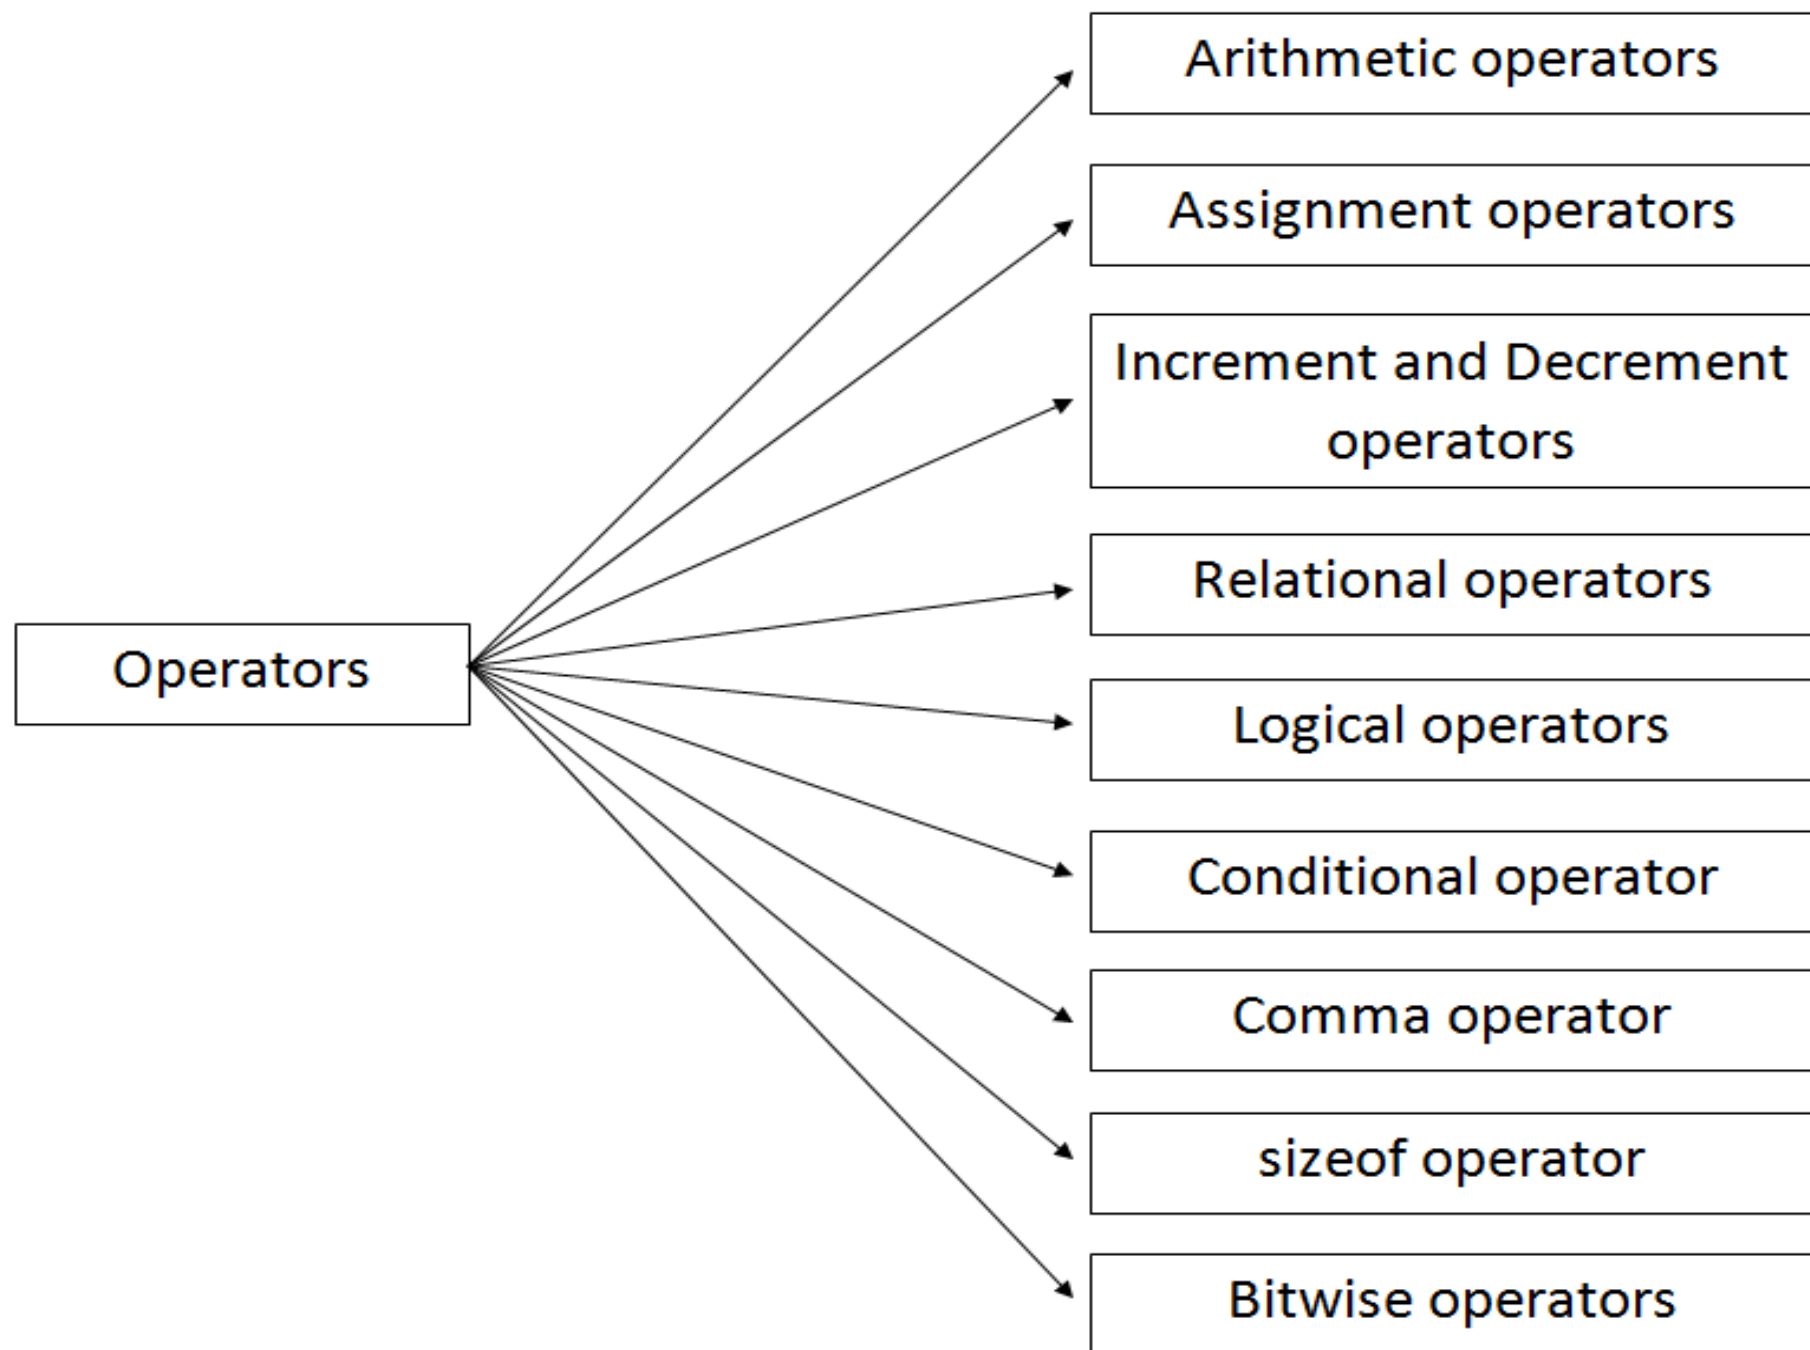 Arithmetic operators
Assignment operators
Increment and Decrement
operators
Relational operators
Operators
Logical operators
Conditional operator
Comma operator
sizeof operator
Bitwise operators